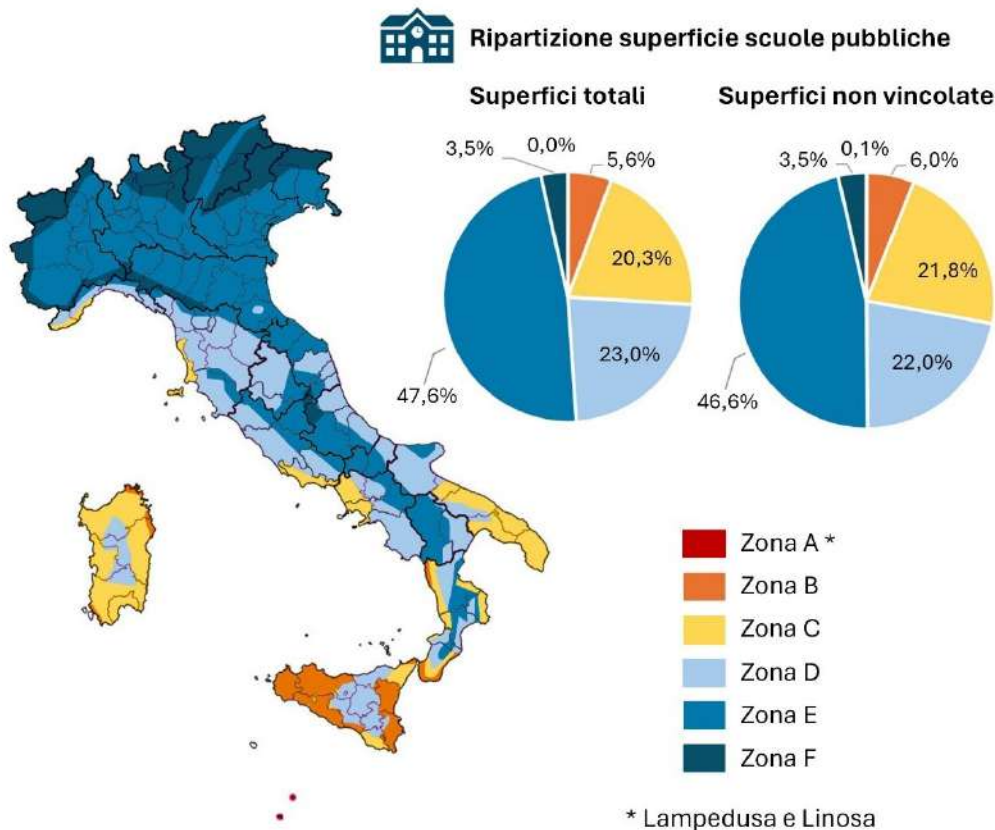 Ripartizione superficie scuole pubbliche
Superfici totali
3,5%
0,0%
5,6%
20,3%
23,0%
47,6%
Superfici non vincolate
3,5%
0,1%
6,0%
21,8%
22,0%
46,6%
Zona A *
Zona B
Zona C
Zona D
Zona E
Zona F
* Lampedusa e Linosa